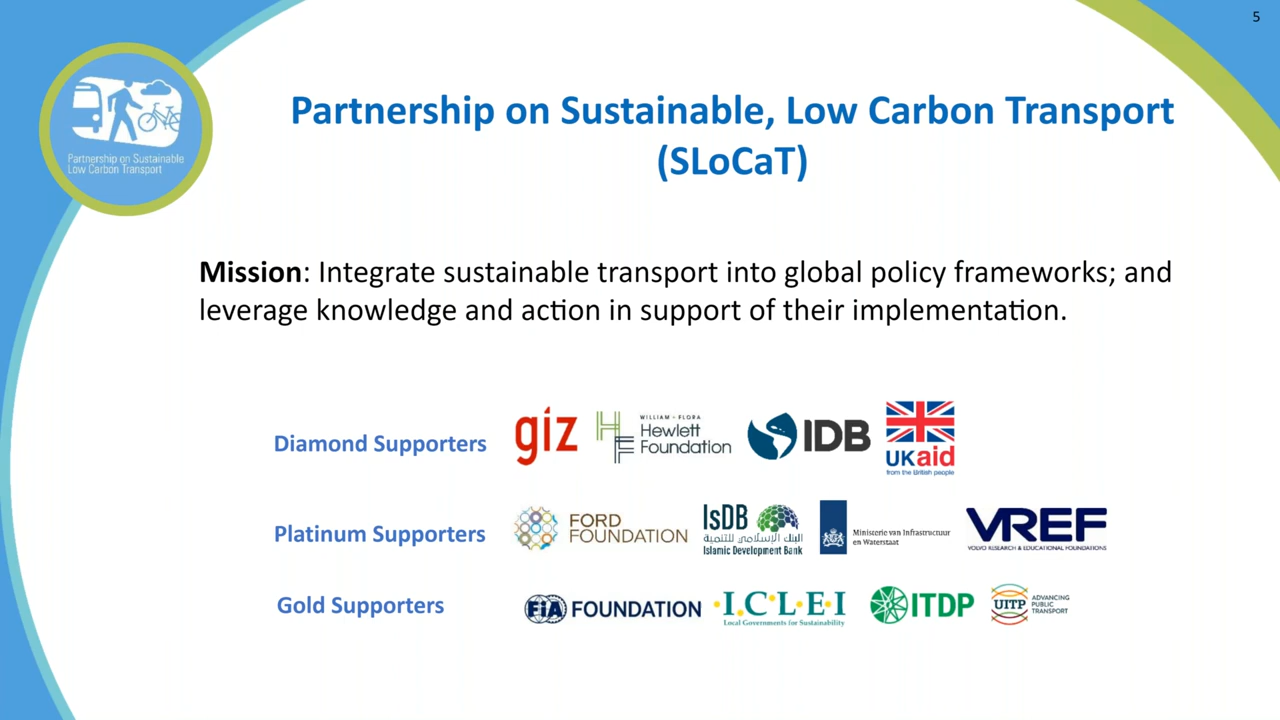 5
Partnership on Sustainable
Low Carbon Transport
Partnership on Sustainable, Low Carbon Transport
(SLoCaT)
Mission: Integrate sustainable transport into global policy frameworks; and
leverage knowledge and action in support of their implementation.
Diamond Supporters
giz
HF
WILLIAM + FLORA
Hewlett
Foundation
IDB
UKaid
from the British people
Platinum Supporters
FORD
FOUNDATION
IsDB
البنك الإسلامي للتنمية
Islamic Development Bank
Ministerie van Infrastructuur
en Waterstaat
VREF
VOLVO RESEARCH & EDUCATIONAL FOUNDATIONS
Gold Supporters
FiA FOUNDATION
I.C.L.E.I
Local Governments for Sustainability
ITDP
UITP
ADVANCING
PUBLIC
TRANSPORT